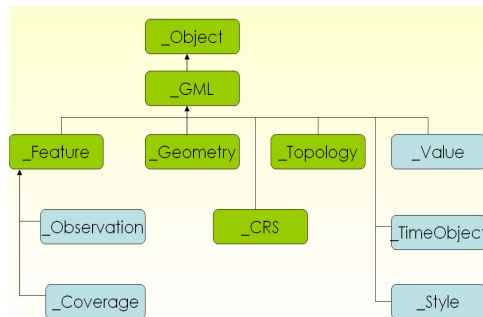 _Object
_GML
_Feature
_Geometry
_Topology
_Value
_Observation
_CRS
_TimeObject
_Coverage
_Style